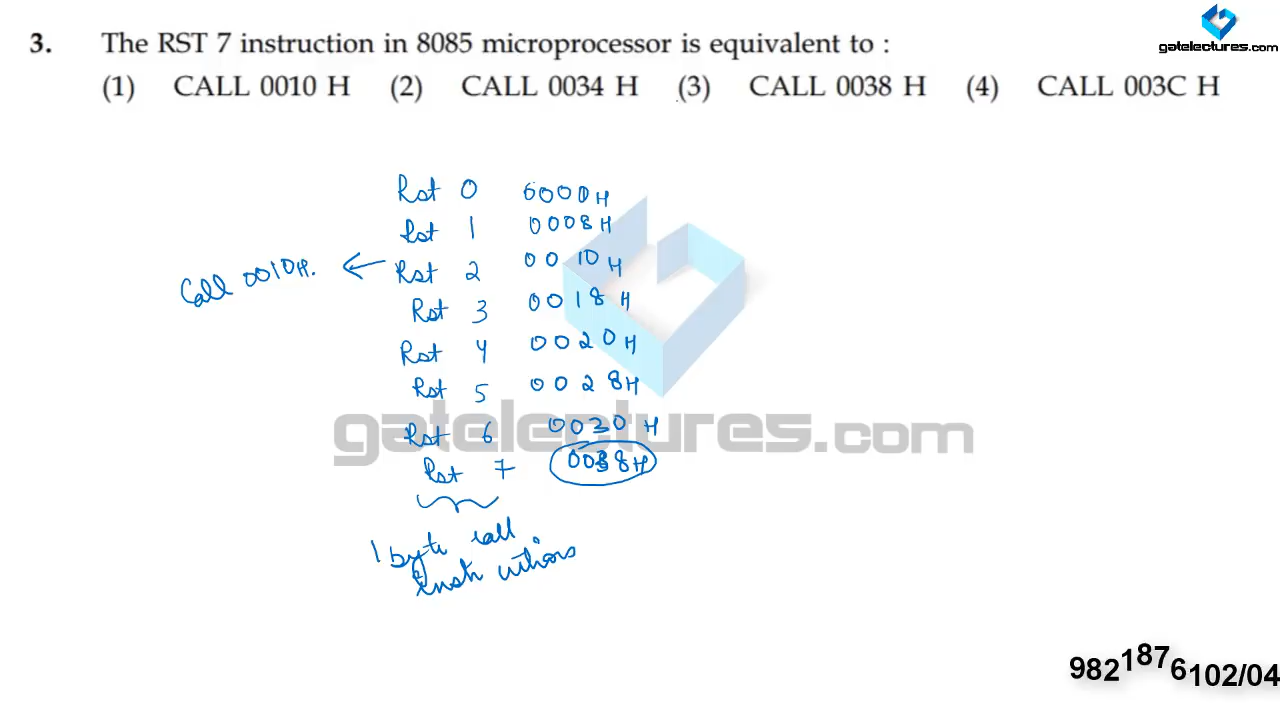 gatelectures.com
3. The RST 7 instruction in 8085 microprocessor is equivalent to :
(1) CALL 0010 H (2) CALL 0034 H (3) CALL 0038 H (4) CALL 003C H
Rst 0 0000H
Rst 1 0008H
Call 0010H. Rst 2 0010H
Rst 3 0018H
Rst 4 0020H
Rst 5 0028H
gatelectures.com
Rst 6 0030H
Rst 7 0038H
1 byte call
instructions
9821876102/04